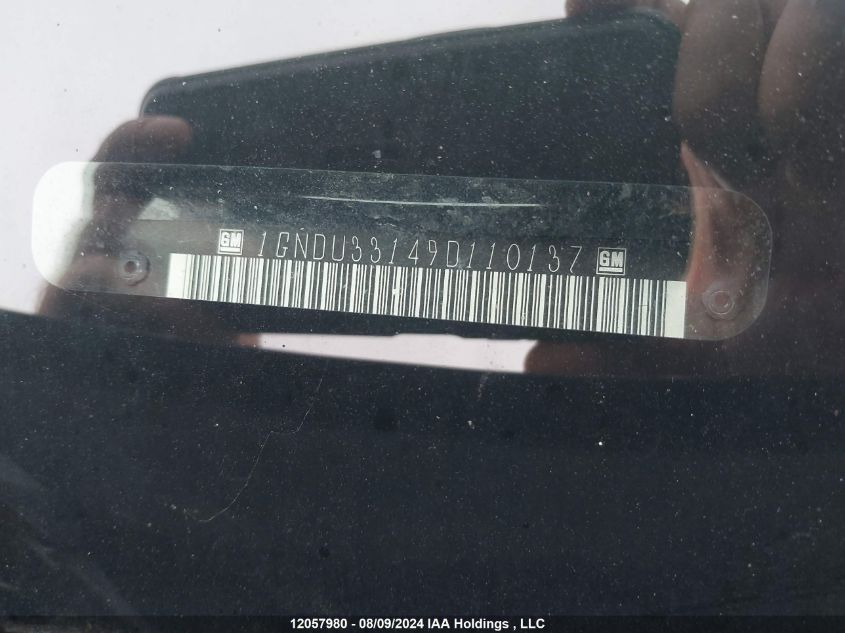 GM 1GNDU33149D110137 GM
12057980 - 08/09/2024 IAA Holdings , LLC